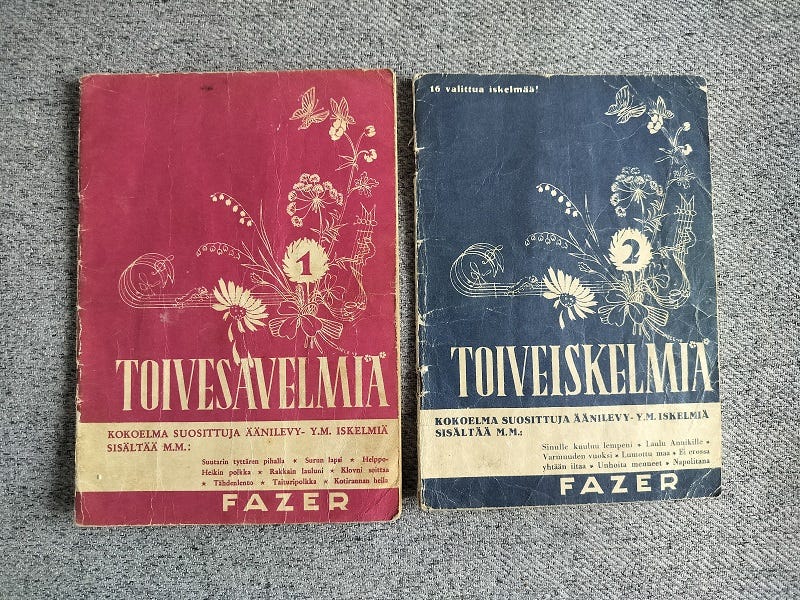 1
TOIVESÄVELMIÄ
KOKOELMA SUOSITTUJA ÄÄNILEVY- Y.M. ISKELMIÄ
SISÄLTÄÄ M.M.:
Suutarin tyttären pihalla ★ Surun lapsi ★ Helppo-
Heikin polkka ★ Rakkain lauluni ★ Klovni soittaa
★ Tähdenlento ★ Taituripolkka ★ Kotirannan heila
FAZER
16 valittua iskelmää!
2
TOIVEISKELMIÄ
KOKOELMA SUOSITTUJA ÄÄNILEVY- Y.M. ISKELMIÄ
SISÄLTÄÄ M.M.:
Sinulle kuuluu lempeni • Laulu Annikille •
Varmuuden vuoksi • Lumottu maa • Ei erossa
yhtään iltaa • Unhoita menneet • Napolitana
FAZER